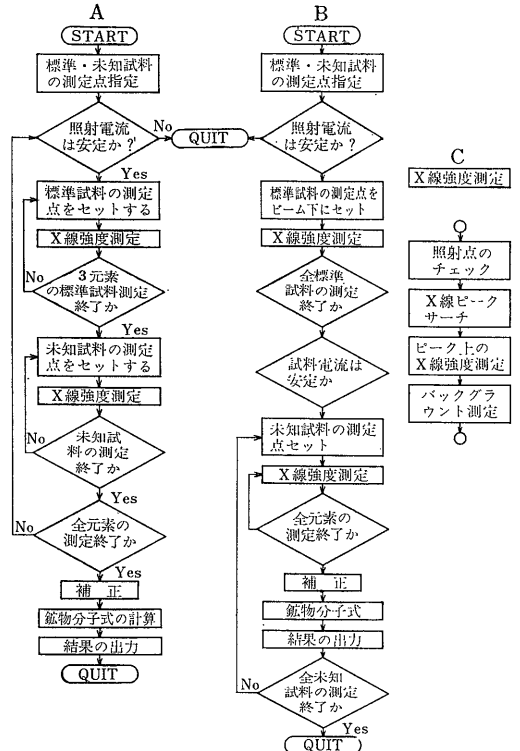 A
START
標準・未知試料
の測定点指定
照射電流
は安定か?
No
QUIT
Yes
標準試料の測定
点をセットする
X線強度測定
3元素
の標準試料測定
終了か
No
Yes
未知試料の測定
点をセットする
X線強度測定
未知試
料の測定
終了か
No
Yes
全元素の
測定終了か
No
Yes
補正
鉱物分子式の計算
結果の出力
QUIT
B
START
標準・未知試料
の測定点指定
照射電流
は安定か?
標準試料の測定点を
ビーム下にセット
X線強度測定
全標準
試料の測定
終了か
試料電流は
安定か
未知試料の測定
点セット
X線強度測定
全元素の
測定終了か
補正
鉱物分子式
結果の出力
全未知
試料の測定
終了か
No
Yes
QUIT
C
X線強度測定
照射点の
チェック
X線ピーク
サーチ
ピーク上の
X線強度測定
バックグラ
ウント測定